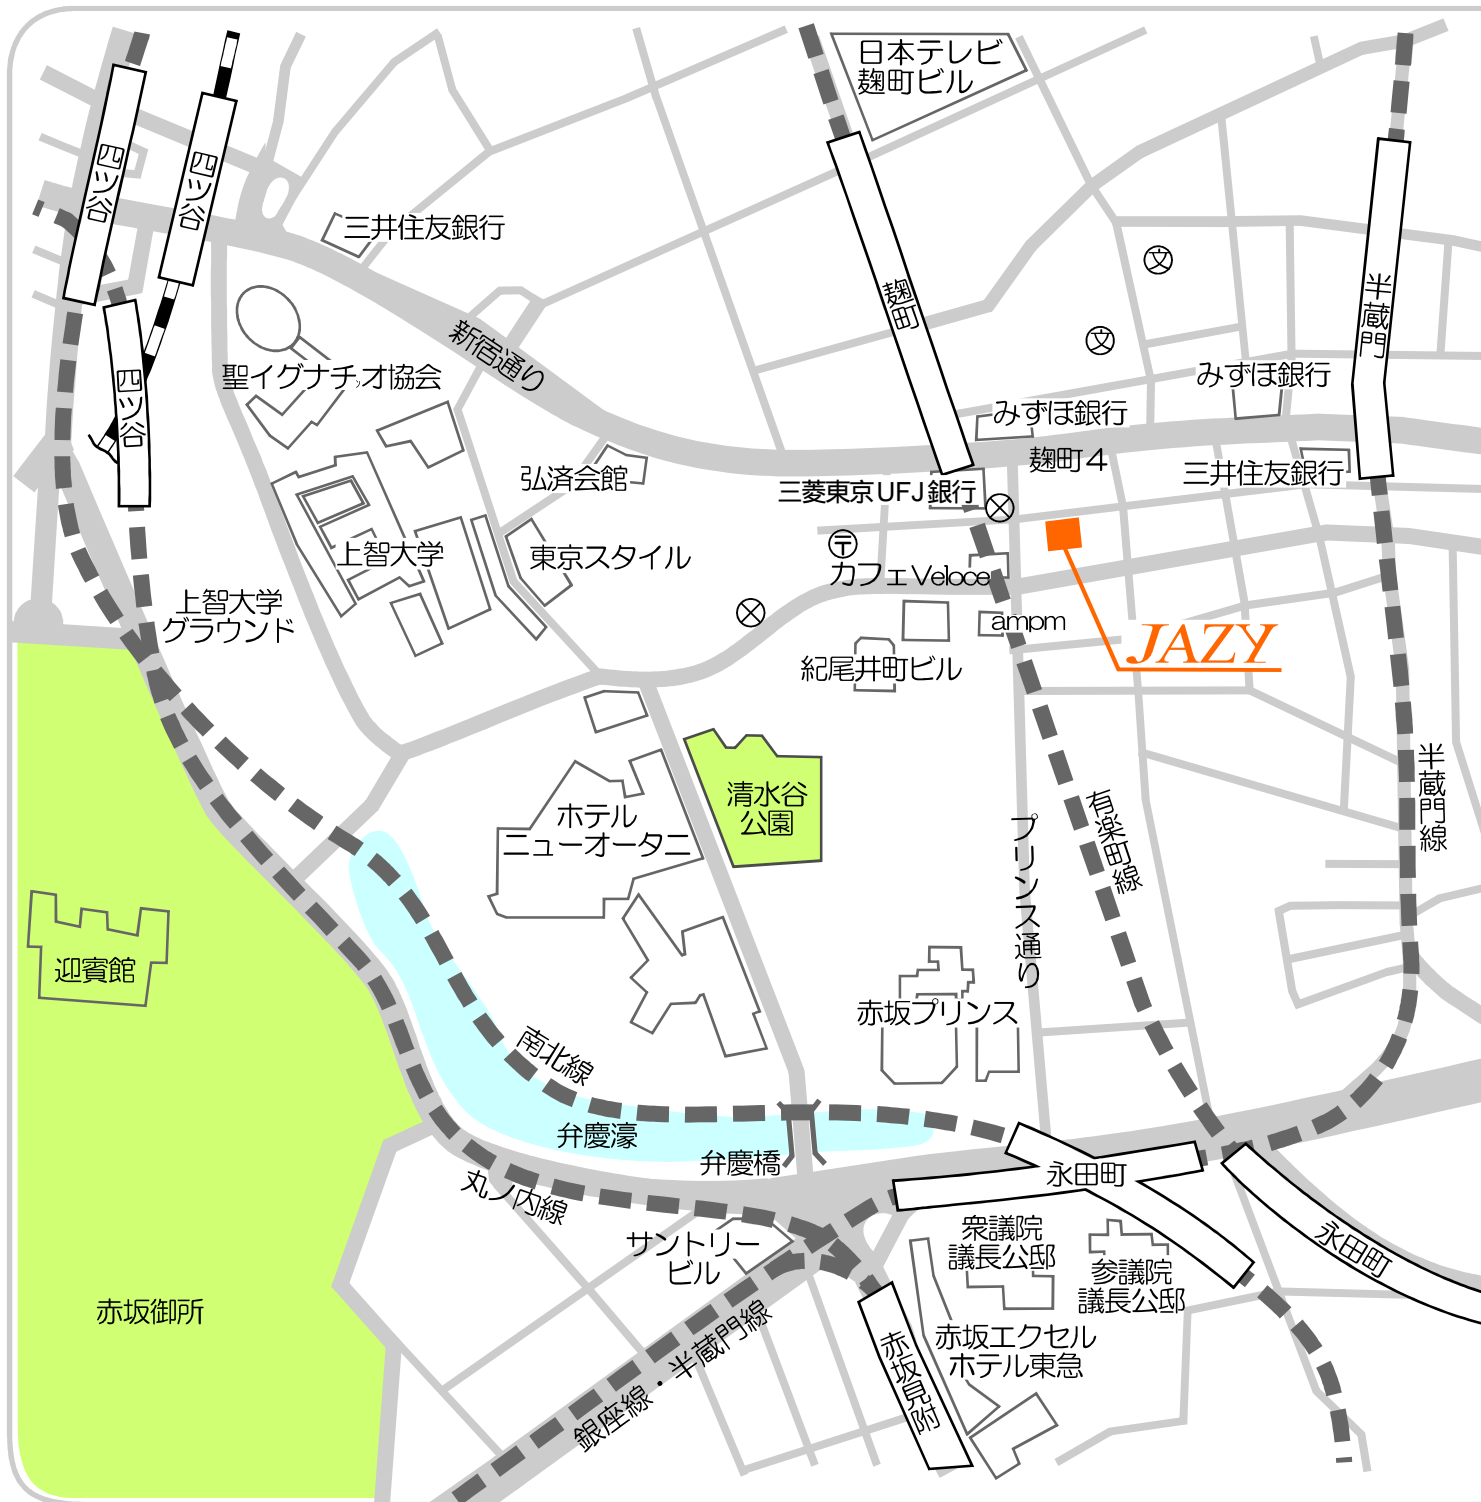 日本テレビ
麹町ビル
四ツ谷
四ツ谷
四ツ谷
三井住友銀行
文
文
麹町
半蔵門
新宿通り
聖イグナチオ協会
みずほ銀行
みずほ銀行
麹町4
三井住友銀行
弘済会館
三菱東京UFJ銀行
上智大学
東京スタイル
〒
カフェVeloce
上智大学
グラウンド
ampm
JAZY
紀尾井町ビル
清水谷
公園
ホテル
ニューオータニ
半蔵門線
有楽町線
プリンス通り
迎賓館
赤坂プリンス
南北線
弁慶濠
弁慶橋
永田町
丸ノ内線
サントリー
ビル
衆議院
議長公邸
参議院
議長公邸
永田町
赤坂御所
銀座線・半蔵門線
赤坂見附
赤坂エクセル
ホテル東急